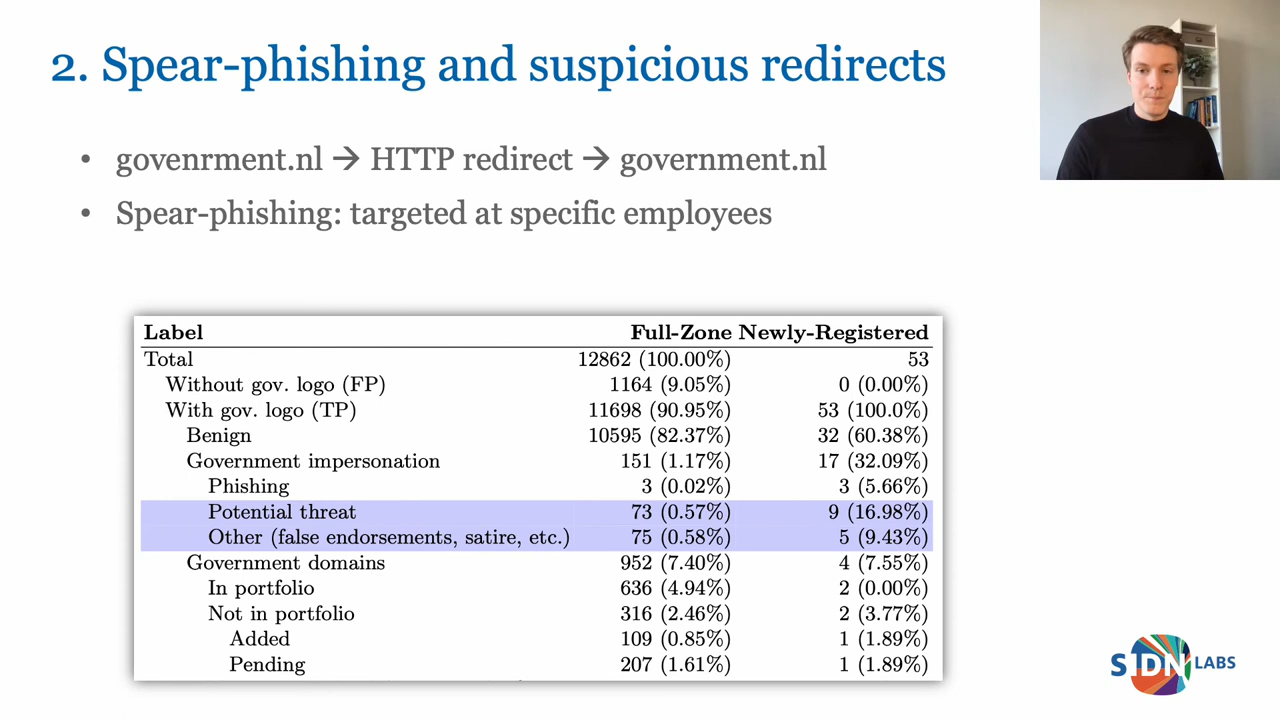 2. Spear-phishing and suspicious redirects
• govenrment.nl → HTTP redirect → government.nl
• Spear-phishing: targeted at specific employees
Label Full-Zone Newly-Registered
Total 12862 (100.00%) 53
Without gov. logo (FP) 1164 (9.05%) 0 (0.00%)
With gov. logo (TP) 11698 (90.95%) 53 (100.0%)
Benign 10595 (82.37%) 32 (60.38%)
Government impersonation 151 (1.17%) 17 (32.09%)
Phishing 3 (0.02%) 3 (5.66%)
Potential threat 73 (0.57%) 9 (16.98%)
Other (false endorsements, satire, etc.) 75 (0.58%) 5 (9.43%)
Government domains 952 (7.40%) 4 (7.55%)
In portfolio 636 (4.94%) 2 (0.00%)
Not in portfolio 316 (2.46%) 2 (3.77%)
Added 109 (0.85%) 1 (1.89%)
Pending 207 (1.61%) 1 (1.89%)
SIDN LABS